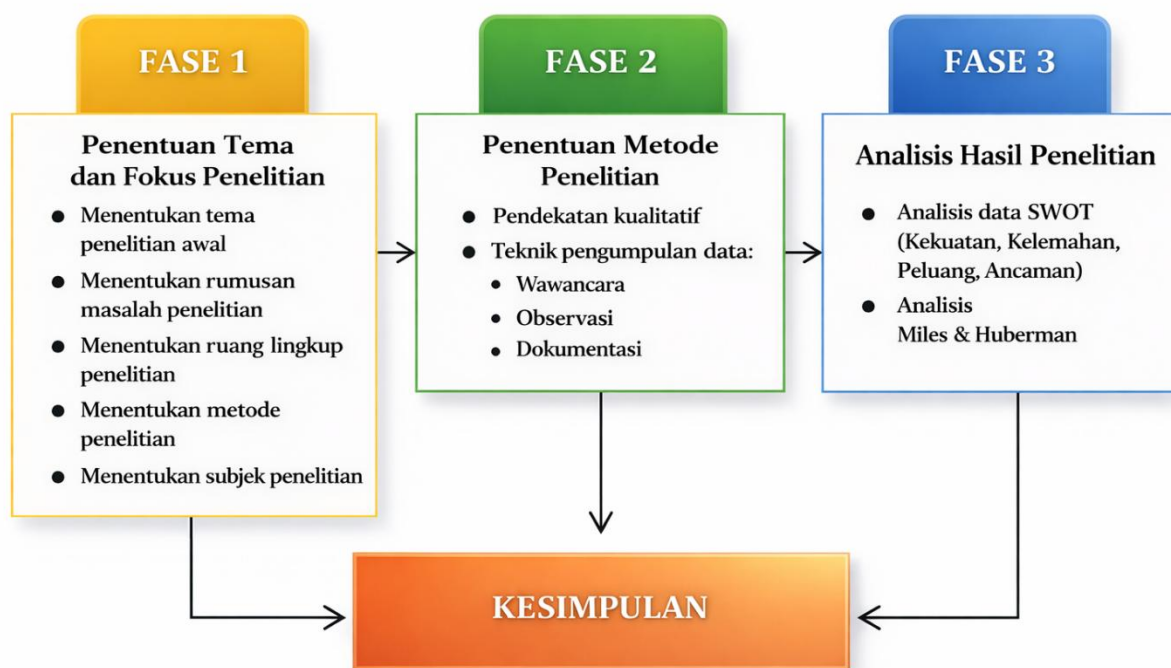 FASE 1
Penentuan Tema
dan Fokus Penelitian
Menentukan tema
penelitian awal
Menentukan rumusan
masalah penelitian
Menentukan ruang lingkup
penelitian
Menentukan metode
penelitian
Menentukan subjek penelitian
FASE 2
Penentuan Metode
Penelitian
Pendekatan kualitatif
Teknik pengumpulan data:
Wawancara
Observasi
Dokumentasi
FASE 3
Analisis Hasil Penelitian
Analisis data SWOT
(Kekuatan, Kelemahan,
Peluang, Ancaman)
Analisis
Miles & Huberman
KESIMPULAN